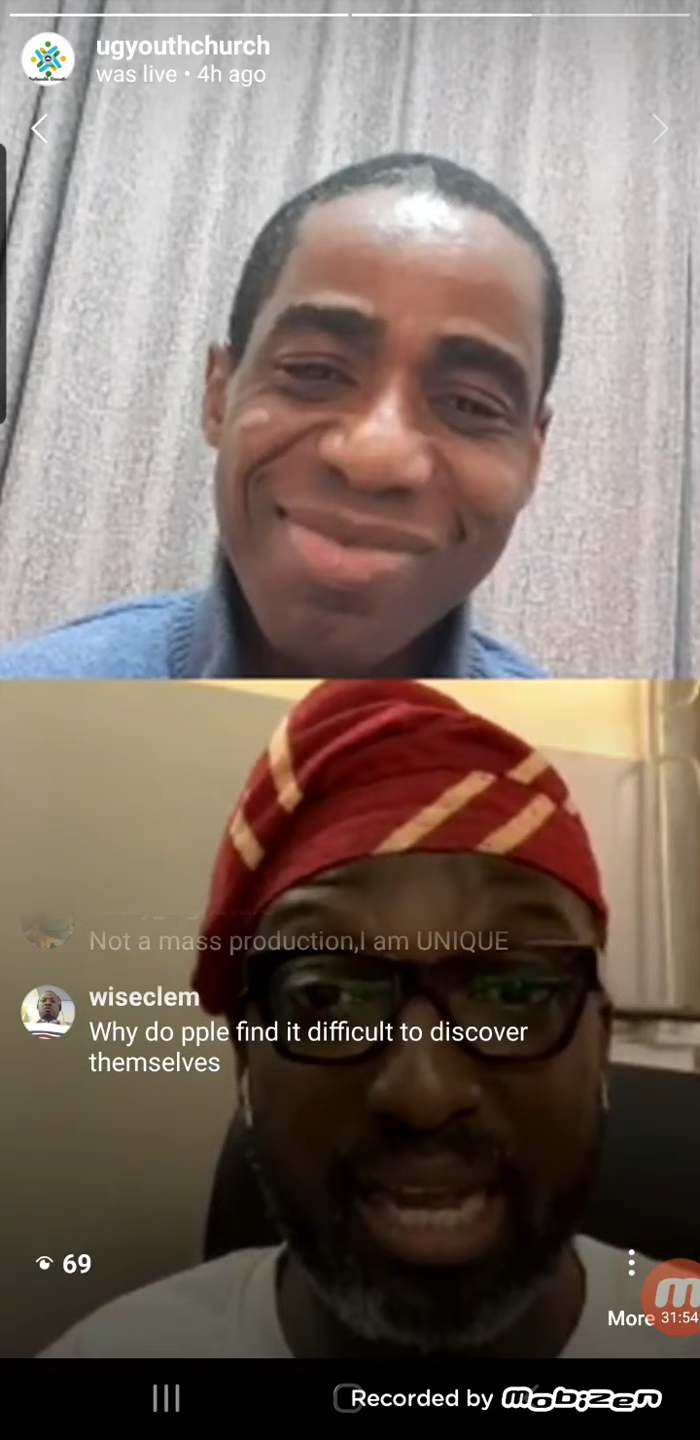 ugyouthchurch
was live • 4h ago
Not a mass production,I am UNIQUE
wiseclem
Why do pple find it difficult to discover
themselves
69
More
31:54
Recorded by Mobizen